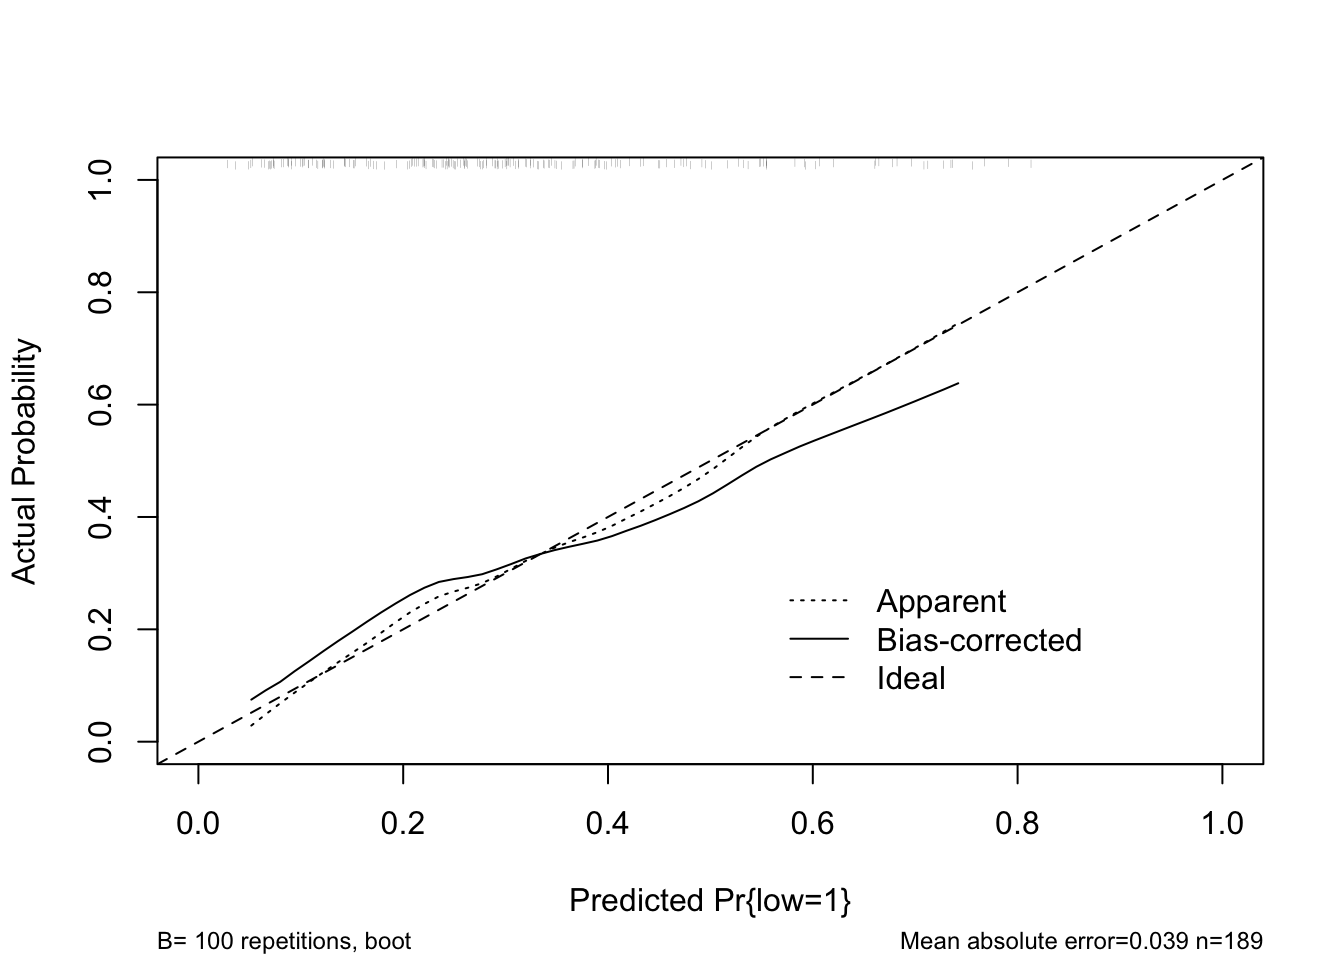 Actual Probability
1.0
0.8
0.6
0.4
0.2
0.0
Apparent
Bias-corrected
Ideal
0.0 0.2 0.4 0.6 0.8 1.0
Predicted Pr{low=1}
B= 100 repetitions, boot
Mean absolute error=0.039 n=189